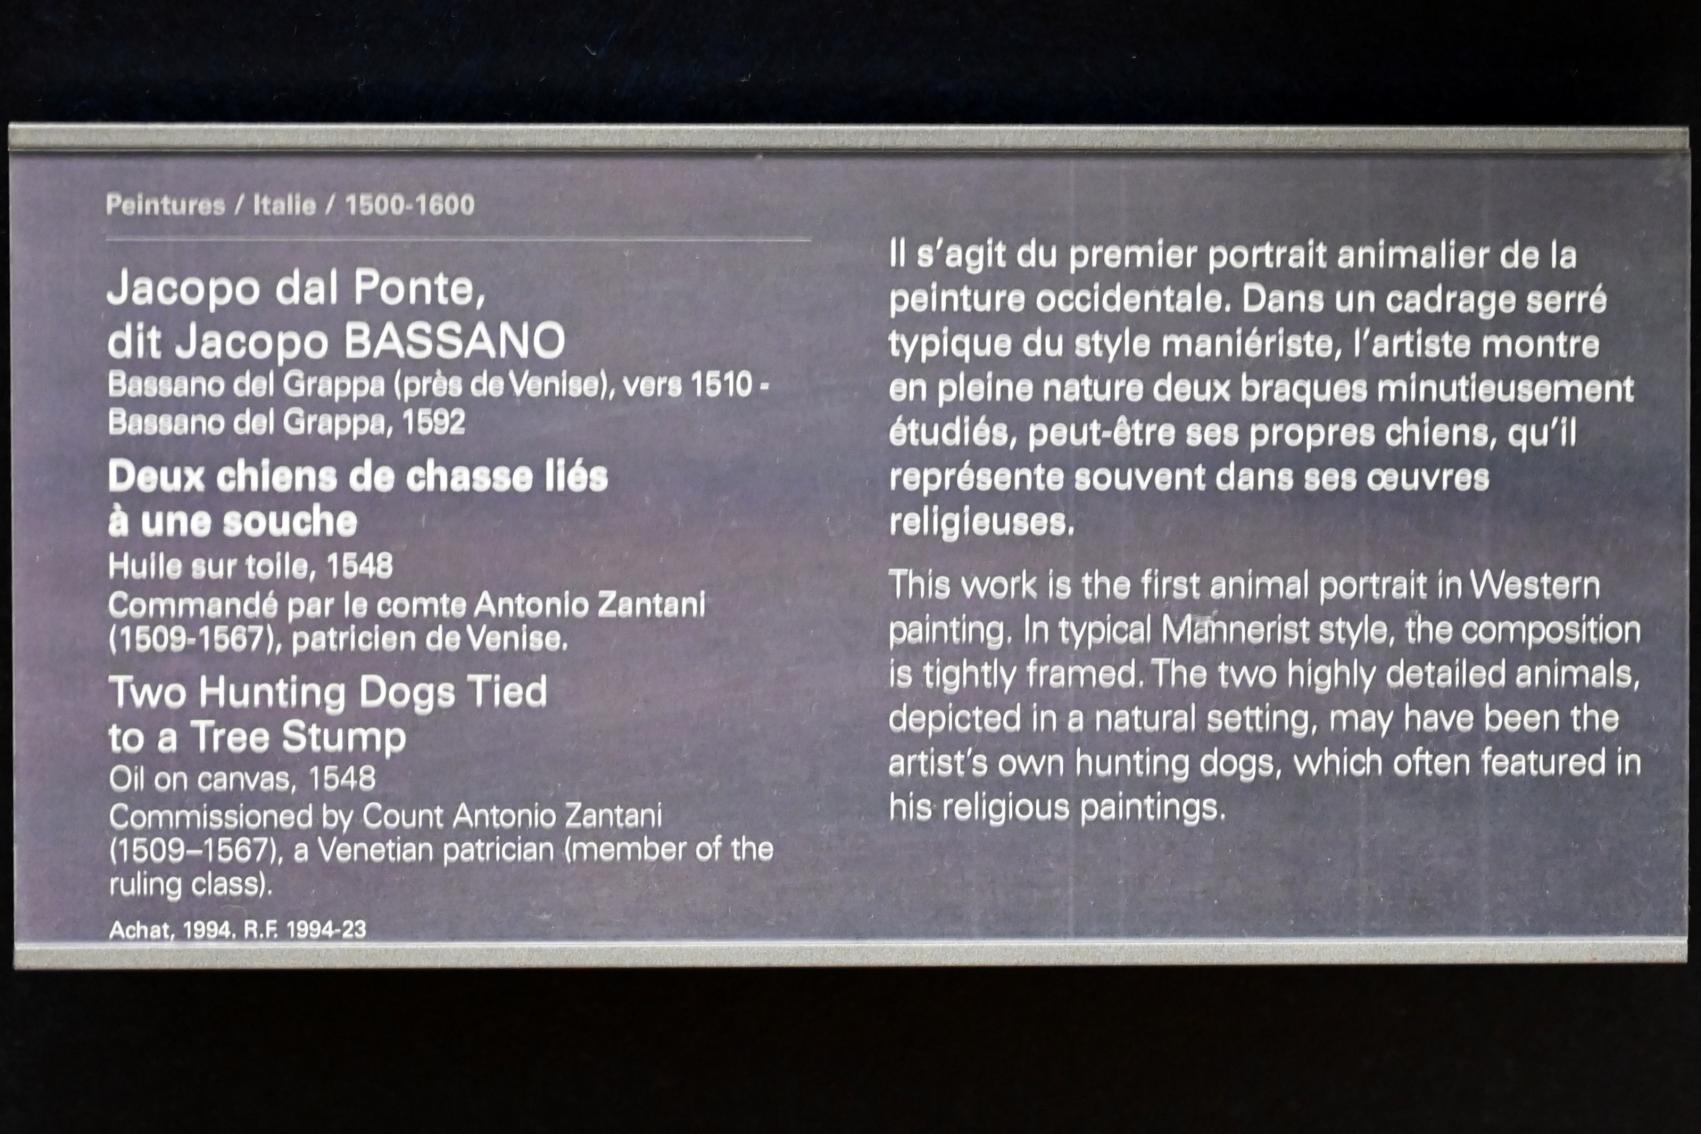 Peintures / Italie / 1500-1600
Jacopo dal Ponte,
dit Jacopo BASSANO
Bassano del Grappa (près de Venise), vers 1510 -
Bassano del Grappa, 1592
Deux chiens de chasse liés
à une souche
Huile sur toile, 1548
Commandé par le comte Antonio Zantani
(1509-1567), patricien de Venise.
Two Hunting Dogs Tied
to a Tree Stump
Oil on canvas, 1548
Commissioned by Count Antonio Zantani
(1509–1567), a Venetian patrician (member of the
ruling class).
Achat, 1994. R.F. 1994-23
Il s'agit du premier portrait animalier de la
peinture occidentale. Dans un cadrage serré
typique du style maniériste, l'artiste montre
en pleine nature deux braques minutieusement
étudiés, peut-être ses propres chiens, qu'il
représente souvent dans ses œuvres
religieuses.
This work is the first animal portrait in Western
painting. In typical Mannerist style, the composition
is tightly framed. The two highly detailed animals,
depicted in a natural setting, may have been the
artist's own hunting dogs, which often featured in
his religious paintings.